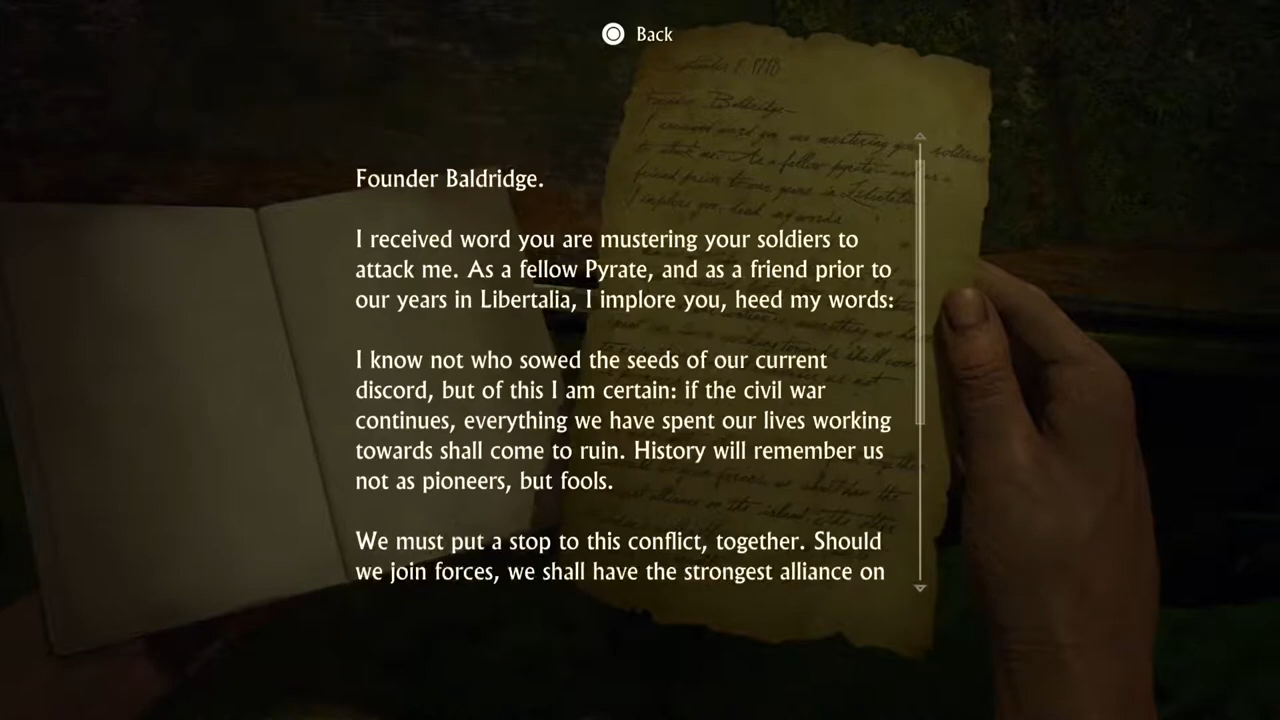 Back
Founder Baldridge.
I received word you are mustering your soldiers to
attack me. As a fellow Pyrate, and as a friend prior to
our years in Libertalia, I implore you, heed my words:
I know not who sowed the seeds of our current
discord, but of this I am certain: if the civil war
continues, everything we have spent our lives working
towards shall come to ruin. History will remember us
not as pioneers, but fools.
We must put a stop to this conflict, together. Should
we join forces, we shall have the strongest alliance on